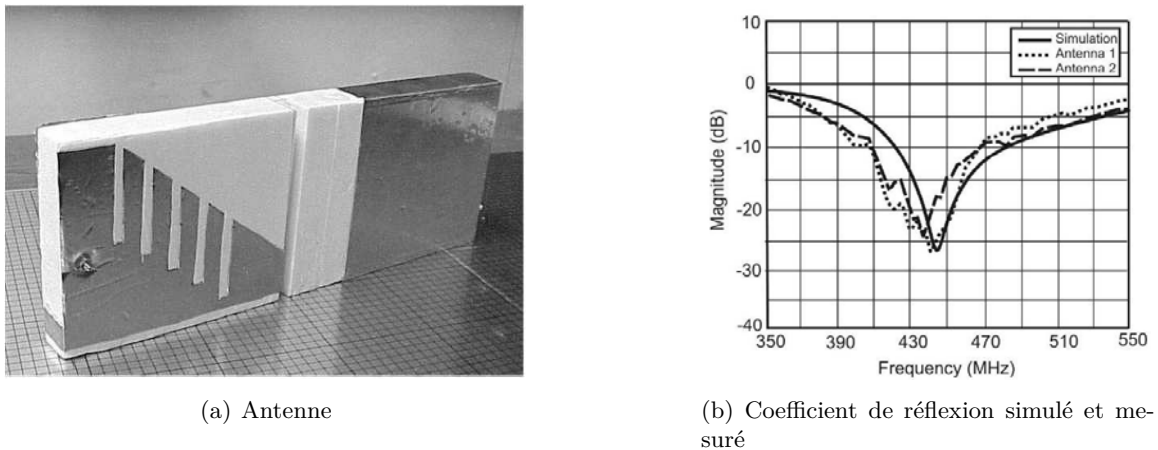 10
0
-10
-20
-30
-40
Magnitude (dB)
Simulation
Antenna 1
Antenna 2
350 390 430 470 510 550
Frequency (MHz)
(a) Antenne
(b) Coefficient de réflexion simulé et me-
suré